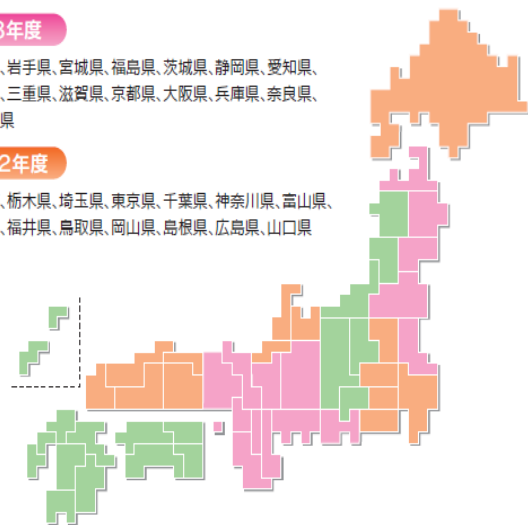 3年度
、岩手県、宮城県、福島県、茨城県、静岡県、愛知県、
、三重県、滋賀県、京都県、大阪県、兵庫県、奈良県、
県
2年度
、栃木県、埼玉県、東京県、千葉県、神奈川県、富山県、
、福井県、鳥取県、岡山県、島根県、広島県、山口県